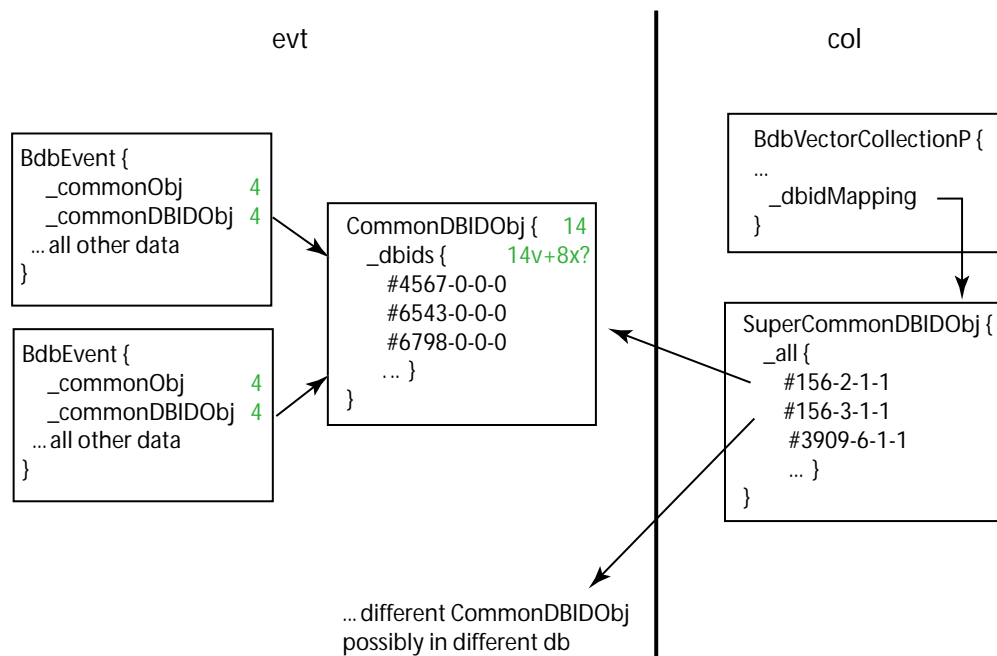 evt
col
BdbEvent {
_commonObj 4
_commonDBIDObj 4
... all other data
}
BdbEvent {
_commonObj 4
_commonDBIDObj 4
... all other data
}
CommonDBIDObj { 14
_dbids { 14v+8x?
#4567-0-0-0
#6543-0-0-0
#6798-0-0-0
... }
}
... different CommonDBIDObj
possibly in different db
BdbVectorCollectionP {
...
_dbidMapping
}
SuperCommonDBIDObj {
_all {
#156-2-1-1
#156-3-1-1
#3909-6-1-1
... }
}